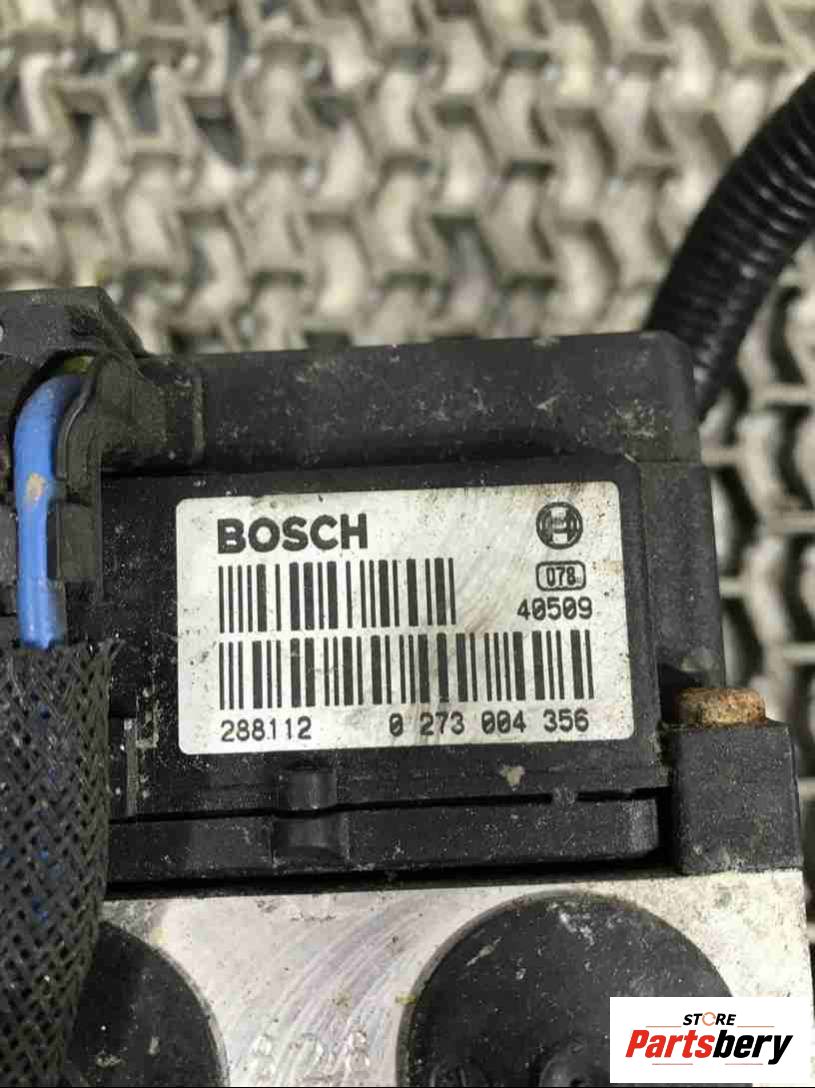 BOSCH
078
40509
288112 0 273 004 356
STORE
Partsbery